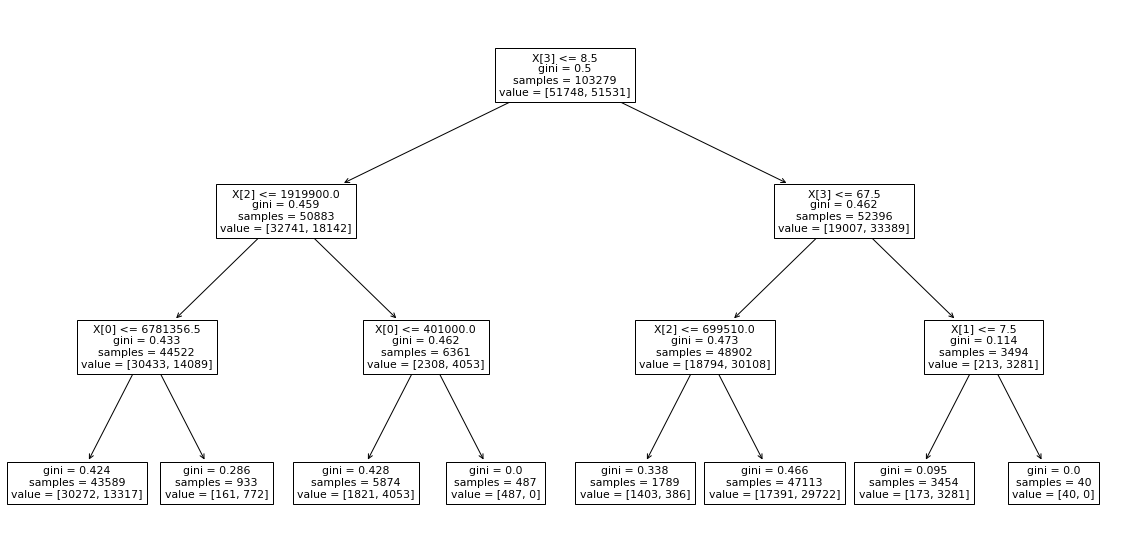 X[3] <= 8.5
gini = 0.5
samples = 103279
value = [51748, 51531]
X[2] <= 1919900.0
gini = 0.459
samples = 50883
value = [32741, 18142]
X[3] <= 67.5
gini = 0.462
samples = 52396
value = [19007, 33389]
X[0] <= 6781356.5
gini = 0.433
samples = 44522
value = [30433, 14089]
X[0] <= 401000.0
gini = 0.462
samples = 6361
value = [2308, 4053]
X[2] <= 699510.0
gini = 0.473
samples = 48902
value = [18794, 30108]
X[1] <= 7.5
gini = 0.114
samples = 3494
value = [213, 3281]
gini = 0.424
samples = 43589
value = [30272, 13317]
gini = 0.286
samples = 933
value = [161, 772]
gini = 0.428
samples = 5874
value = [1821, 4053]
gini = 0.0
samples = 487
value = [487, 0]
gini = 0.338
samples = 1789
value = [1403, 386]
gini = 0.466
samples = 47113
value = [17391, 29722]
gini = 0.095
samples = 3454
value = [173, 3281]
gini = 0.0
samples = 40
value = [40, 0]